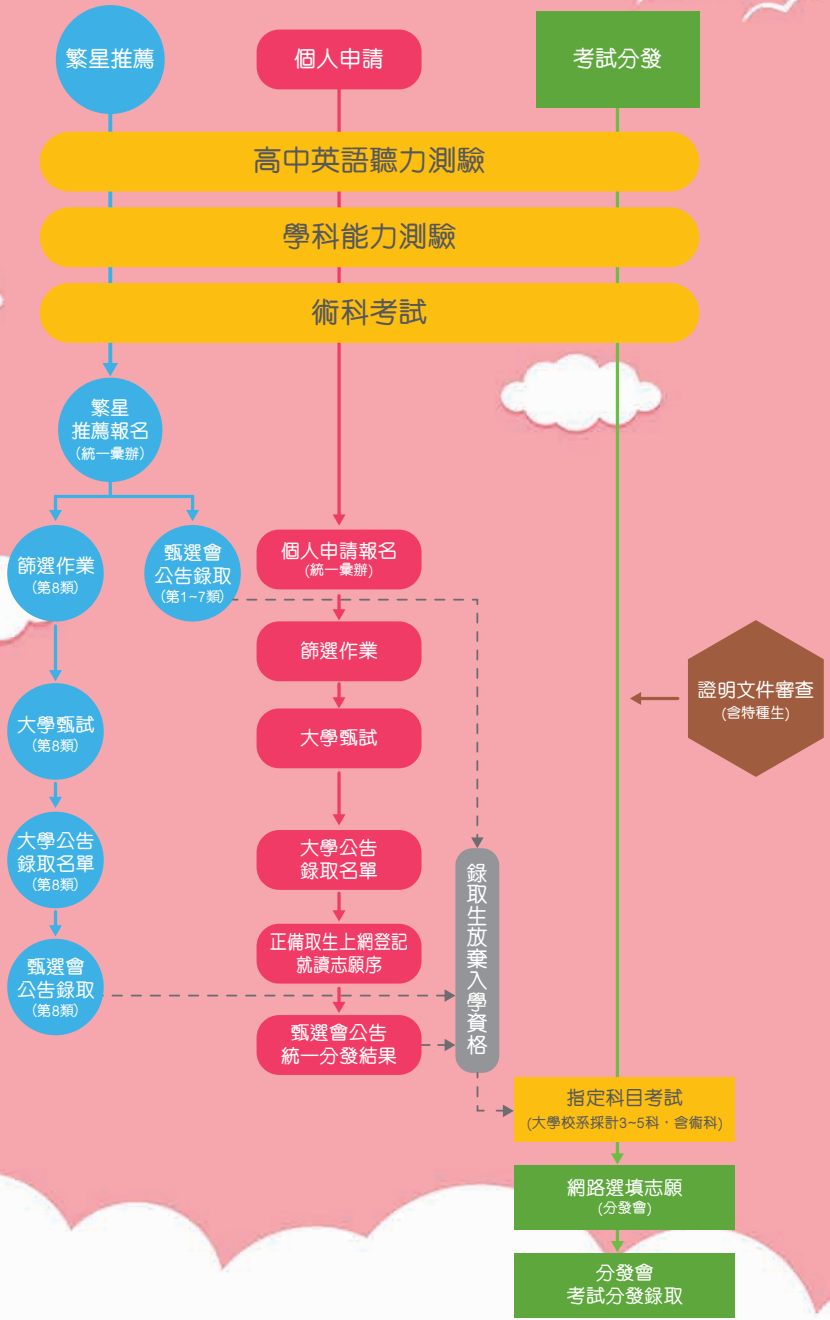 繁星推薦
個人申請
考試分發
高中英語聽力測驗
學科能力測驗
術科考試
繁星
推薦報名
(統一彙辦)
篩選作業
(第8類)
甄選會
公告錄取
(第1~7類)
個人申請報名
(統一彙辦)
篩選作業
證明文件審查
(含特種生)
大學甄試
(第8類)
大學甄試
大學公告
錄取名單
(第8類)
大學公告
錄取名單
錄取生放棄入學資格
正備取生上網登記
就讀志願序
甄選會
公告錄取
(第8類)
甄選會公告
統一分發結果
指定科目考試
(大學校系採計3~5科‧含術科)
網路選填志願
(分發會)
分發會
考試分發錄取